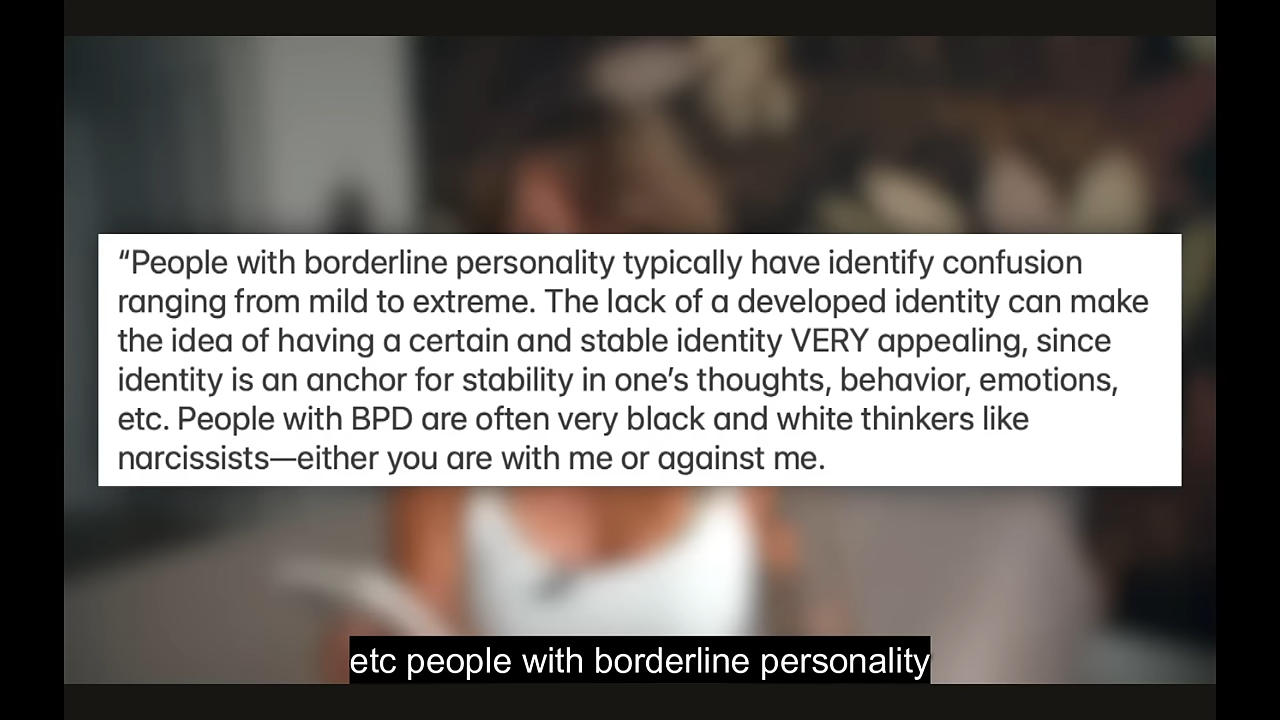 “People with borderline personality typically have identify confusion
ranging from mild to extreme. The lack of a developed identity can make
the idea of having a certain and stable identity VERY appealing, since
identity is an anchor for stability in one’s thoughts, behavior, emotions,
etc. People with BPD are often very black and white thinkers like
narcissists—either you are with me or against me.
etc people with borderline personality